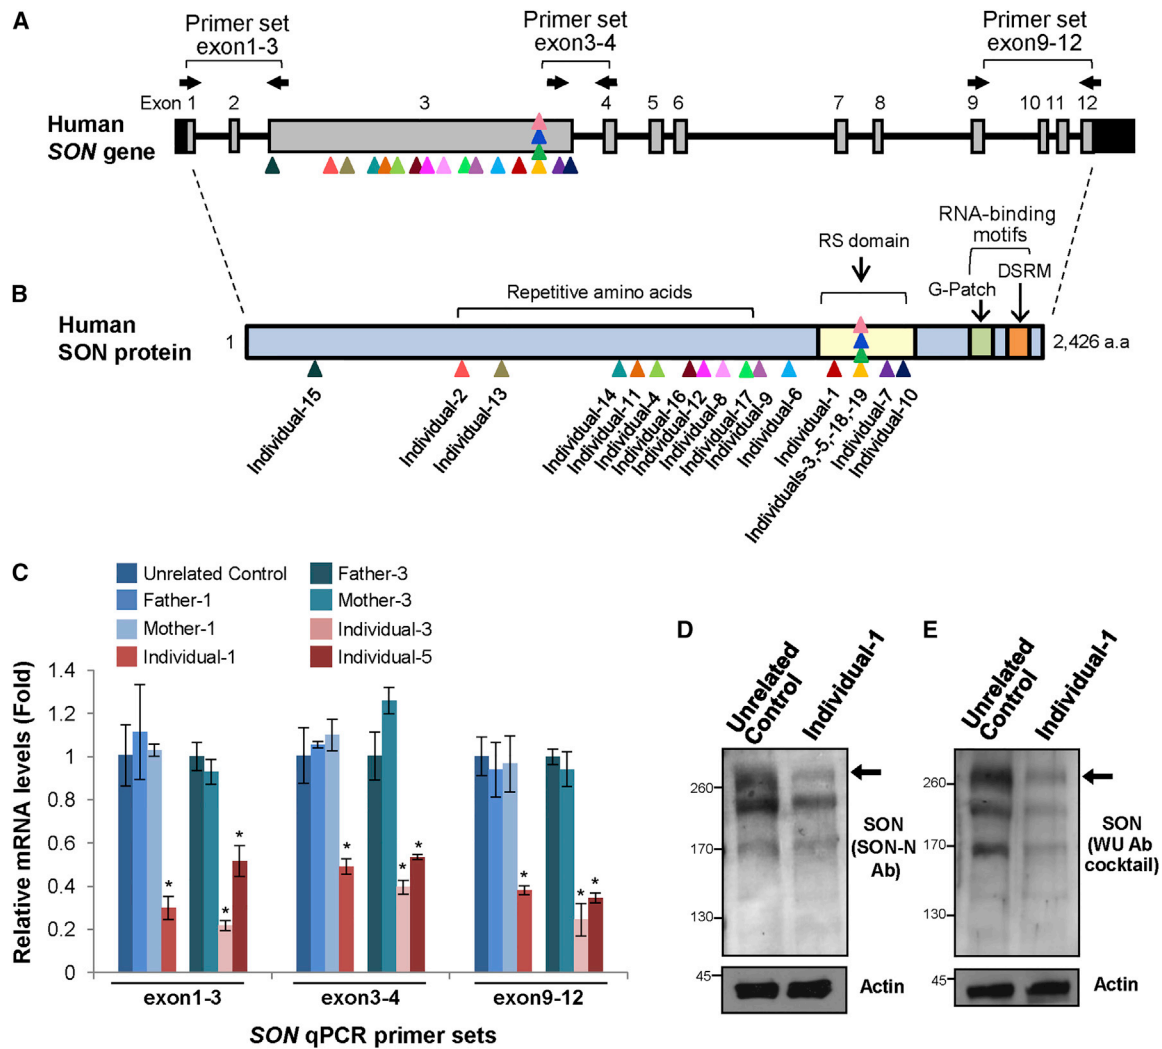 A
Primer set
exon1-3
Primer set
exon3-4
Primer set
exon9-12
Exon 1 2 3 4 5 6 7 8 9 10 11 12
Human
SON gene
B
Repetitive amino acids
RS domain
RNA-binding
motifs
G-Patch
DSRM
Human
SON protein
1
2,426 a.a
Individual-15
Individual-2
Individual-13
Individual-14
Individual-11
Individual-4
Individual-16
Individual-12
Individual-8
Individual-17
Individual-9
Individual-6
Individual-1
Individuals-3,-5,-18,-19
Individual-7
Individual-10
C
Unrelated Control
Father-1
Mother-1
Individual-1
Father-3
Mother-3
Individual-3
Individual-5
Relative mRNA levels (Fold)
1.4
1.2
1
0.8
0.6
0.4
0.2
0
* * * * * * * * *
exon1-3
exon3-4
exon9-12
SON qPCR primer sets
D
Unrelated
Control
Individual-1
260
170
130
45
SON
(SON-N
Ab)
Actin
E
Unrelated
Control
Individual-1
260
170
130
45
SON
(WU Ab
cocktail)
Actin